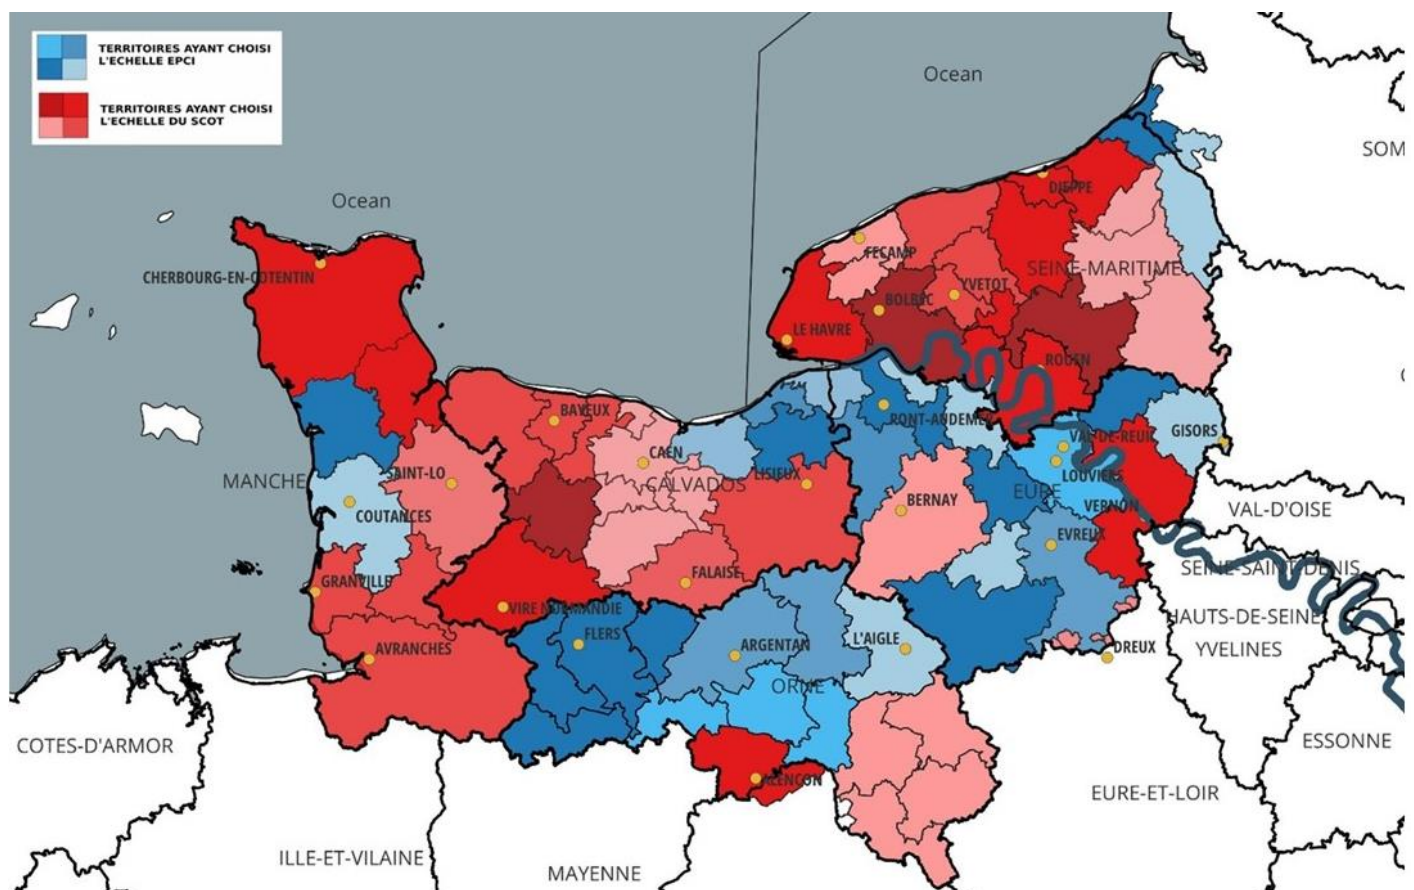 TERRITOIRES AYANT CHOISI
L'ECHELLE EPCI
TERRITOIRES AYANT CHOISI
L'ECHELLE DU SCOT
Ocean
SOM
Ocean
DIEPPE
FECAMP
SEINE-MARITIME
CHERBOURG-EN-COTENTIN
YVETOT
BOLBEC
LE HAVRE
ROUEN
BAYEUX
PONT-AUDEMER
VAL-DE-REUIL
GISORS
CAEN
MANCHE
SAINT-LO
LISIEUX
LOUVIERS
CALVADOS
EURE
BERNAY
VERNON
VAL-D'OISE
COUTANCES
EVREUX
SEINE-SAINT-DENIS
GRANVILLE
FALAISE
VIRE NORMANDIE
HAUTS-DE-SEINE
FLERS
L'AIGLE
AVRANCHES
ARGENTAN
DREUX
YVELINES
ORNE
COTES-D'ARMOR
ESSONNE
ALENCON
EURE-ET-LOIR
ILLE-ET-VILAINE
MAYENNE